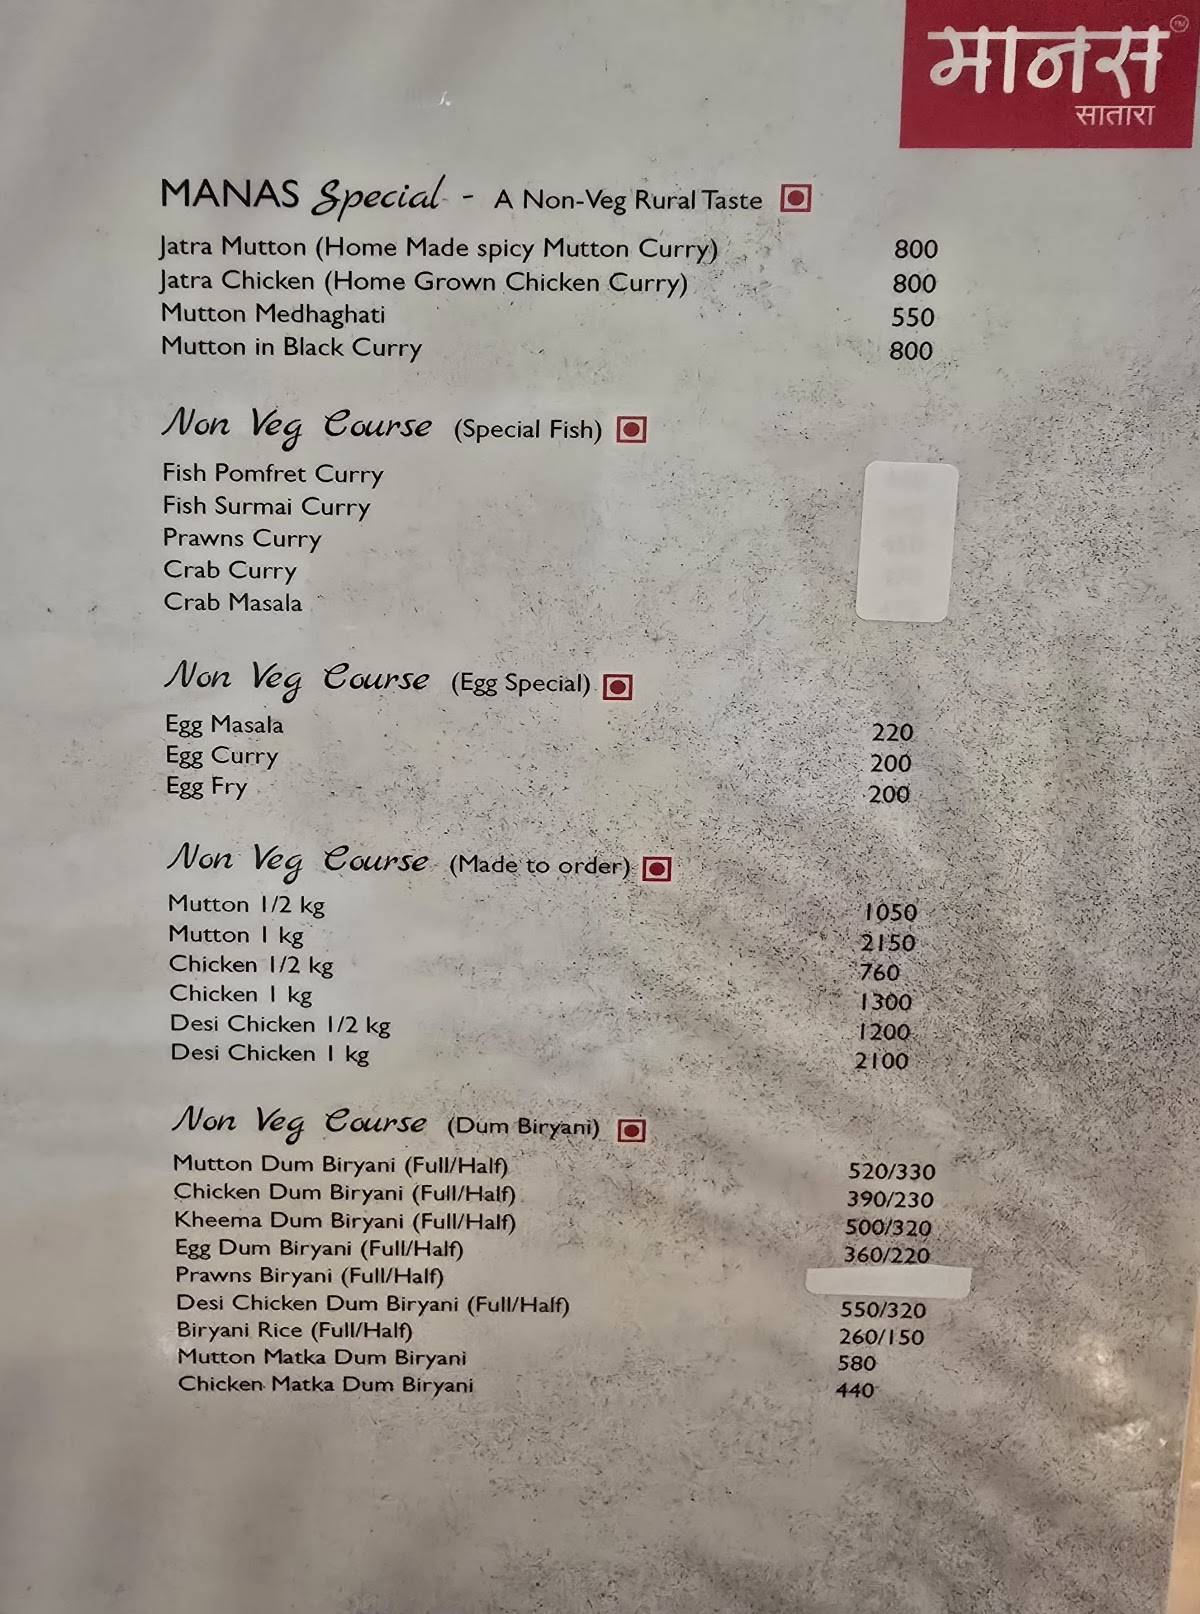 मानस
सातारा
MANAS Special - A Non-Veg Rural Taste
Jatra Mutton (Home Made spicy Mutton Curry) 800
Jatra Chicken (Home Grown Chicken Curry) 800
Mutton Medhaghati 550
Mutton in Black Curry 800
Non Veg Course (Special Fish)
Fish Pomfret Curry
Fish Surmai Curry
Prawns Curry
Crab Curry
Crab Masala
Non Veg Course (Egg Special)
Egg Masala 220
Egg Curry 200
Egg Fry 200
Non Veg Course (Made to order)
Mutton 1/2 kg 1050
Mutton 1 kg 2150
Chicken 1/2 kg 760
Chicken 1 kg 1300
Desi Chicken 1/2 kg 1200
Desi Chicken 1 kg 2100
Non Veg Course (Dum Biryani)
Mutton Dum Biryani (Full/Half) 520/330
Chicken Dum Biryani (Full/Half) 390/230
Kheema Dum Biryani (Full/Half) 500/320
Egg Dum Biryani (Full/Half) 360/220
Prawns Biryani (Full/Half)
Desi Chicken Dum Biryani (Full/Half) 550/320
Biryani Rice (Full/Half) 260/150
Mutton Matka Dum Biryani 580
Chicken Matka Dum Biryani 440